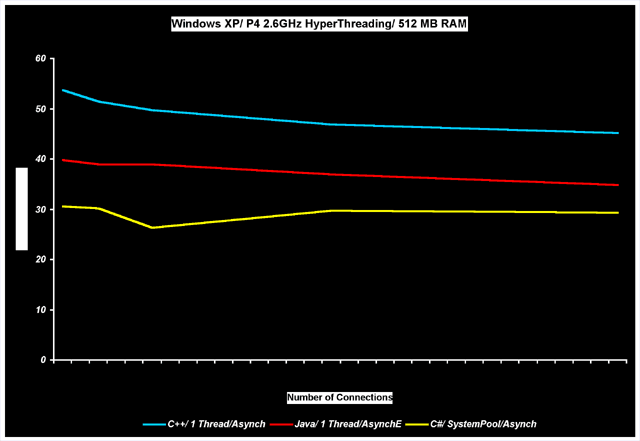 Windows XP/ P4 2.6GHz HyperThreading/ 512 MB RAM
60
50
40
30
20
10
0
Number of Connections
C++/ 1 Thread/Asynch
Java/ 1 Thread/AsynchE
C#/ SystemPool/Asynch